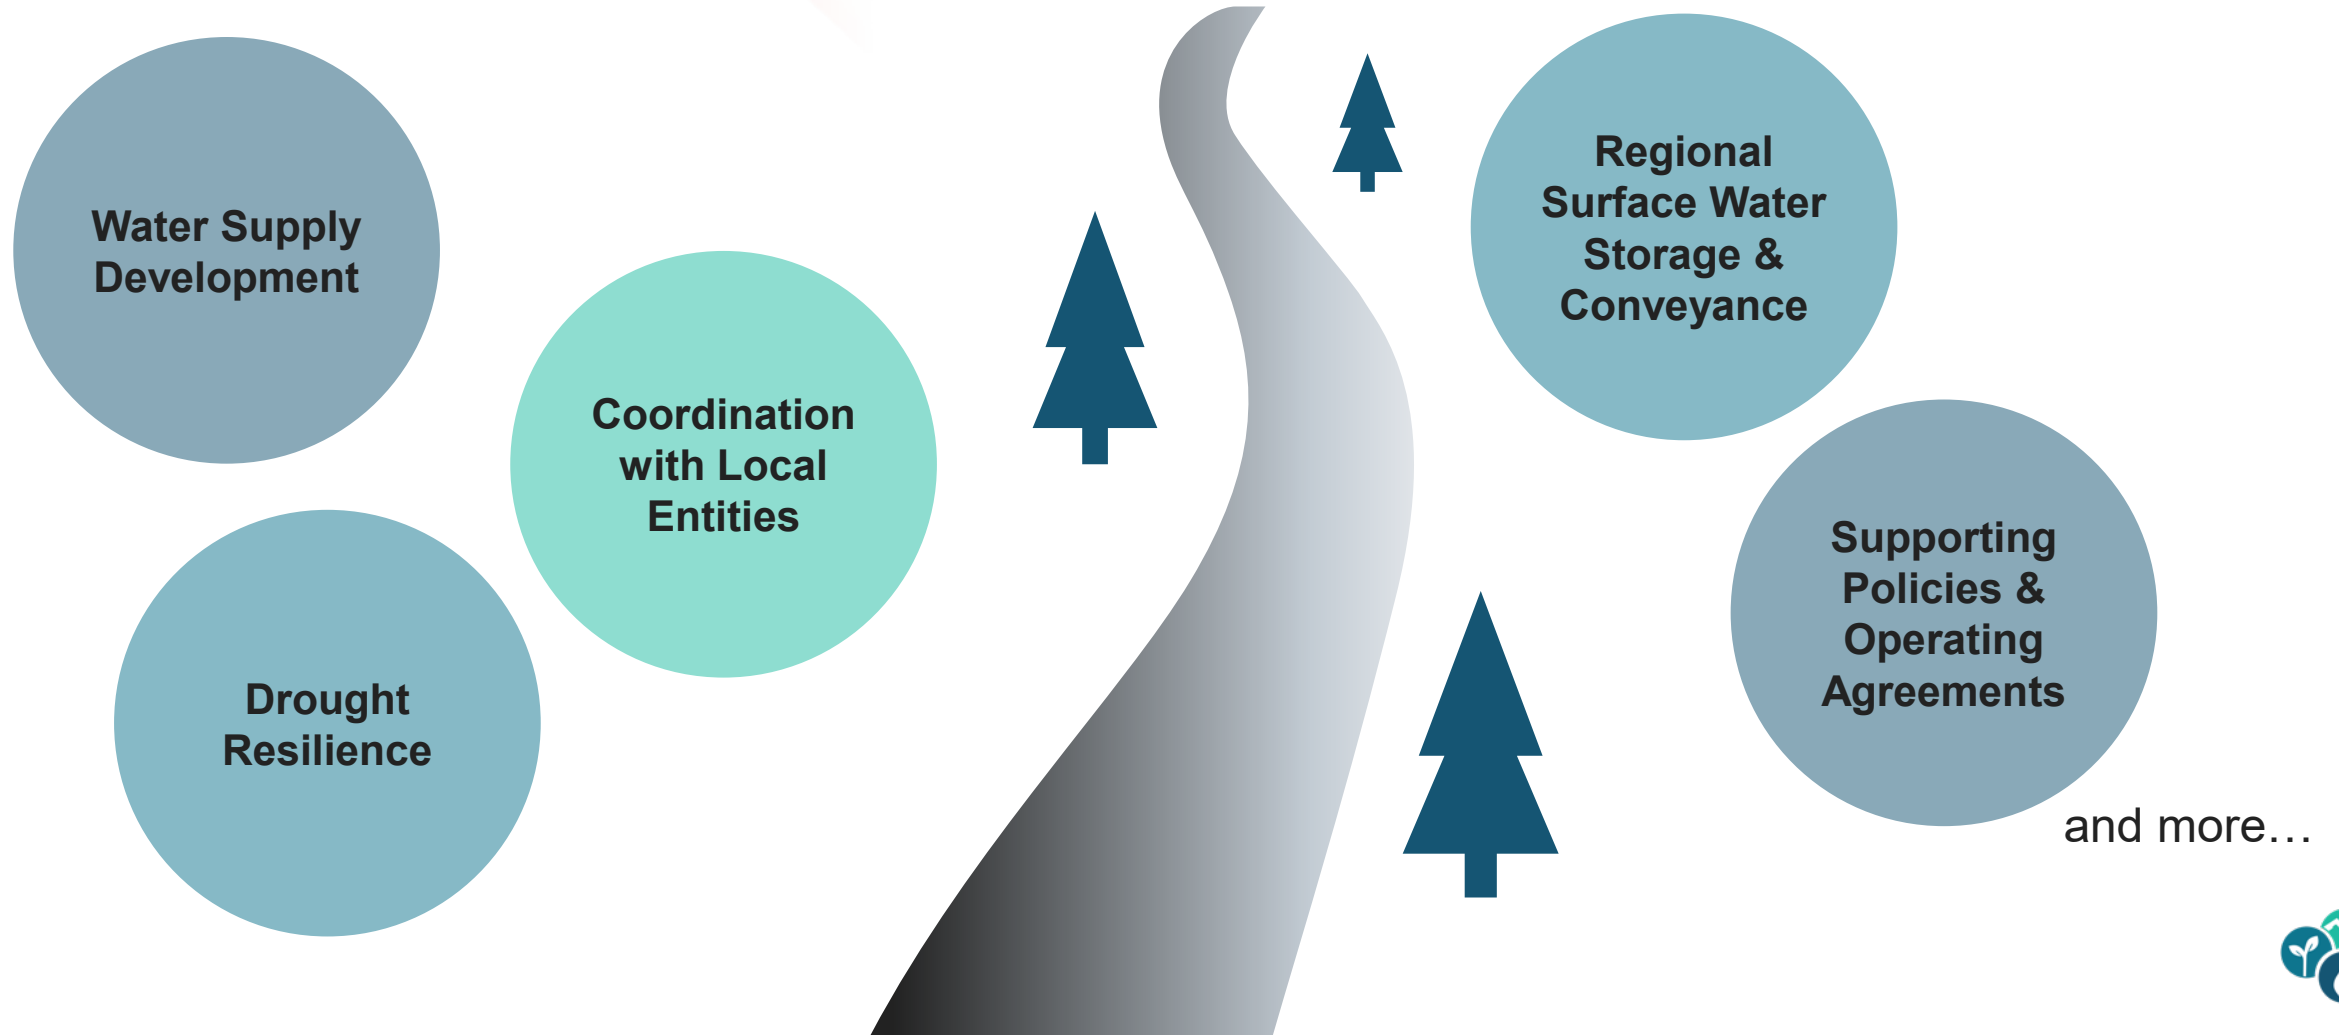 Water Supply
Development
Coordination
with Local
Entities
Drought
Resilience
Regional
Surface Water
Storage &
Conveyance
Supporting
Policies &
Operating
Agreements
and more…